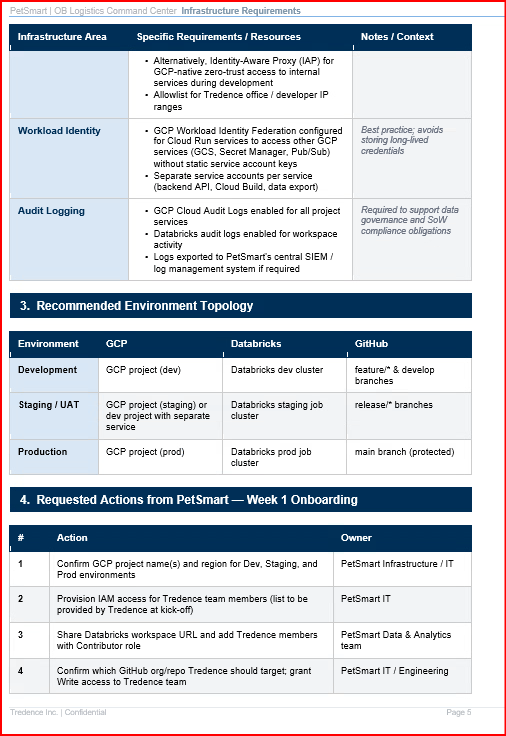 PetSmart | OB Logistics Command Center  Infrastructure Requirements
Infrastructure Area
Specific Requirements / Resources
Notes / Context
• Alternatively, Identity-Aware Proxy (IAP) for
GCP-native zero-trust access to internal
services during development
• Allowlist for Tredence office / developer IP
ranges
Workload Identity
• GCP Workload Identity Federation configured
for Cloud Run services to access other GCP
services (GCS, Secret Manager, Pub/Sub)
without static service account keys
• Separate service accounts per service
(backend API, Cloud Build, data export)
Best practice; avoids
storing long-lived
credentials
Audit Logging
• GCP Cloud Audit Logs enabled for all project
services
• Databricks audit logs enabled for workspace
activity
• Logs exported to PetSmart's central SIEM /
log management system if required
Required to support data
governance and SoW
compliance obligations
3.  Recommended Environment Topology
Environment
GCP
Databricks
GitHub
Development
GCP project (dev)
Databricks dev cluster
feature/* & develop
branches
Staging / UAT
GCP project (staging) or
dev project with separate
service
Databricks staging job
cluster
release/* branches
Production
GCP project (prod)
Databricks prod job
cluster
main branch (protected)
4.  Requested Actions from PetSmart — Week 1 Onboarding
#
Action
Owner
1
Confirm GCP project name(s) and region for Dev, Staging, and
Prod environments
PetSmart Infrastructure / IT
2
Provision IAM access for Tredence team members (list to be
provided by Tredence at kick-off)
PetSmart IT
3
Share Databricks workspace URL and add Tredence members
with Contributor role
PetSmart Data & Analytics
team
4
Confirm which GitHub org/repo Tredence should target; grant
Write access to Tredence team
PetSmart IT / Engineering
Tredence Inc. | Confidential
Page 5